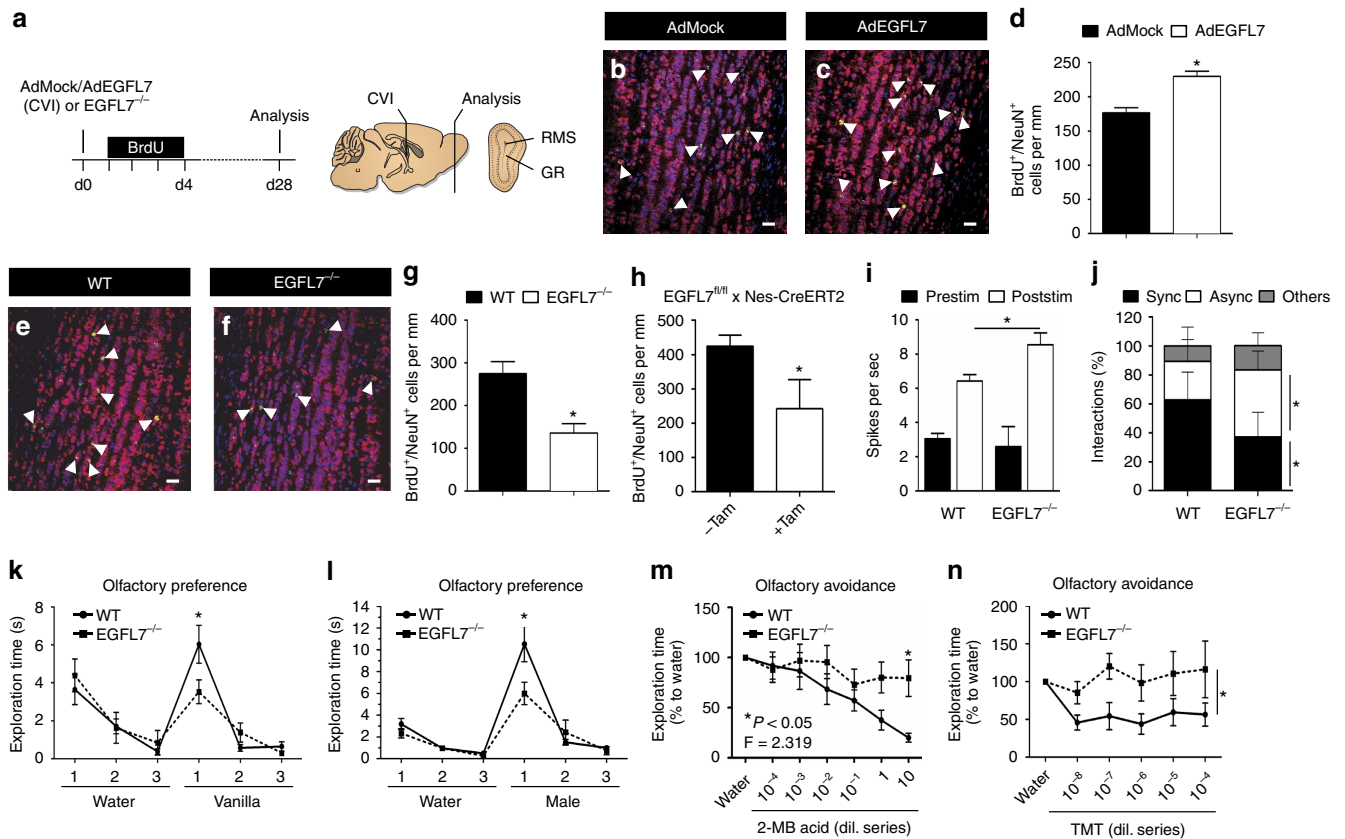 a
AdMock/AdEGFL7
(CVI) or EGFL7–/–
Analysis
BrdU
d0
d4
d28
CVI
Analysis
RMS
GR
AdMock
AdEGFL7
b
c
d
AdMock
AdEGFL7
BrdU+/NeuN+
cells per mm
250
200
150
100
50
0
*
WT
EGFL7–/–
e
f
g
WT
EGFL7–/–
BrdU+/NeuN+ cells per mm
400
300
200
100
0
*
h
EGFL7fl/fl x Nes-CreERT2
BrdU+/NeuN+ cells per mm
500
400
300
200
100
0
*
–Tam
+Tam
i
Prestim
Poststim
Spikes per sec
10
8
6
4
2
0
*
WT
EGFL7–/–
j
Sync
Async
Others
Interactions (%)
120
100
80
60
40
20
0
*
*
WT
EGFL7–/–
k
Olfactory preference
WT
EGFL7–/–
Exploration time (s)
8
6
4
2
0
*
1 2 3 1 2 3
Water
Vanilla
l
Olfactory preference
WT
EGFL7–/–
Exploration time (s)
14
12
10
8
6
4
2
0
*
1 2 3 1 2 3
Water
Male
m
Olfactory avoidance
WT
EGFL7–/–
Exploration time
(% to water)
150
100
50
0
*
*P < 0.05
F = 2.319
Water 10–4 10–3 10–2 10–1 1 10
2-MB acid (dil. series)
n
Olfactory avoidance
WT
EGFL7–/–
Exploration time
(% to water)
200
150
100
50
0
*
Water 10–8 10–7 10–6 10–5 10–4
TMT (dil. series)